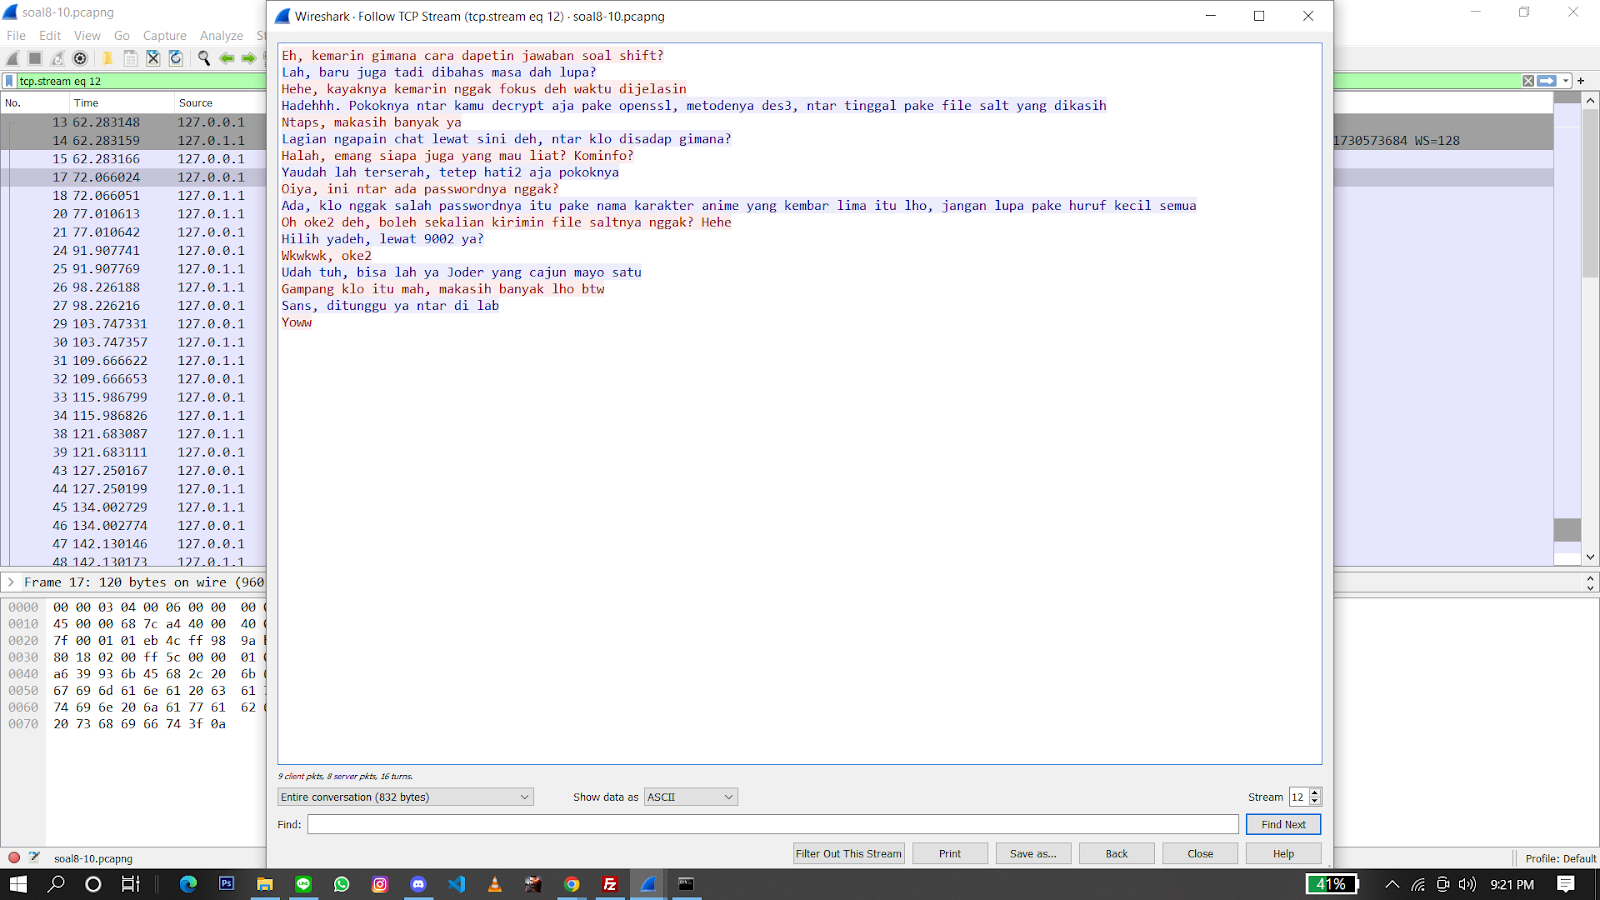 soal8-10.pcapng
File Edit View Go Capture Analyze St
tcp.stream eq 12
No. Time Source
13 62.283148 127.0.0.1
14 62.283159 127.0.1.1
1730573684 WS=128
15 62.283166 127.0.0.1
17 72.066024 127.0.0.1
18 72.066051 127.0.1.1
20 77.010613 127.0.1.1
21 77.010642 127.0.0.1
24 91.907741 127.0.0.1
25 91.907769 127.0.1.1
26 98.226188 127.0.1.1
27 98.226216 127.0.0.1
29 103.747331 127.0.0.1
30 103.747357 127.0.1.1
31 109.666622 127.0.1.1
32 109.666653 127.0.0.1
33 115.986799 127.0.0.1
34 115.986826 127.0.1.1
38 121.683087 127.0.1.1
39 121.683111 127.0.0.1
43 127.250167 127.0.0.1
44 127.250199 127.0.1.1
45 134.002729 127.0.1.1
46 134.002774 127.0.0.1
47 142.130146 127.0.0.1
48 142.130173 127.0.1.1
Frame 17: 120 bytes on wire (960
0000 00 00 03 04 00 06 00 00 00
0010 45 00 00 68 7c a4 40 00 40
0020 7f 00 01 01 eb 4c ff 98 9a
0030 80 18 02 00 ff 5c 00 00 01
0040 a6 39 93 6b 45 68 2c 20 6b
0050 67 69 6d 61 6e 61 20 63 61
0060 74 69 6e 20 6a 61 77 61 62
0070 20 73 68 69 66 74 3f 0a
Wireshark · Follow TCP Stream (tcp.stream eq 12) · soal8-10.pcapng
Eh, kemarin gimana cara dapetin jawaban soal shift?
Lah, baru juga tadi dibahas masa dah lupa?
Hehe, kayaknya kemarin nggak fokus deh waktu dijelasin
Hadehhh. Pokoknya ntar kamu decrypt aja pake openssl, metodenya des3, ntar tinggal pake file salt yang dikasih
Ntaps, makasih banyak ya
Lagian ngapain chat lewat sini deh, ntar klo disadap gimana?
Halah, emang siapa juga yang mau liat? Kominfo?
Yaudah lah terserah, tetep hati2 aja pokoknya
Oiya, ini ntar ada passwordnya nggak?
Ada, klo nggak salah passwordnya itu pake nama karakter anime yang kembar lima itu lho, jangan lupa pake huruf kecil semua
Oh oke2 deh, boleh sekalian kirimin file saltnya nggak? Hehe
Hilih yadeh, lewat 9002 ya?
Wkwkwk, oke2
Udah tuh, bisa lah ya Joder yang cajun mayo satu
Gampang klo itu mah, makasih banyak lho btw
Sans, ditunggu ya ntar di lab
Yoww
9 client pkts, 8 server pkts, 16 turns.
Entire conversation (832 bytes) Show data as ASCII Stream 12
Find: Find Next
Filter Out This Stream Print Save as... Back Close Help
soal8-10.pcapng
Profile: Default
41% 9:21 PM